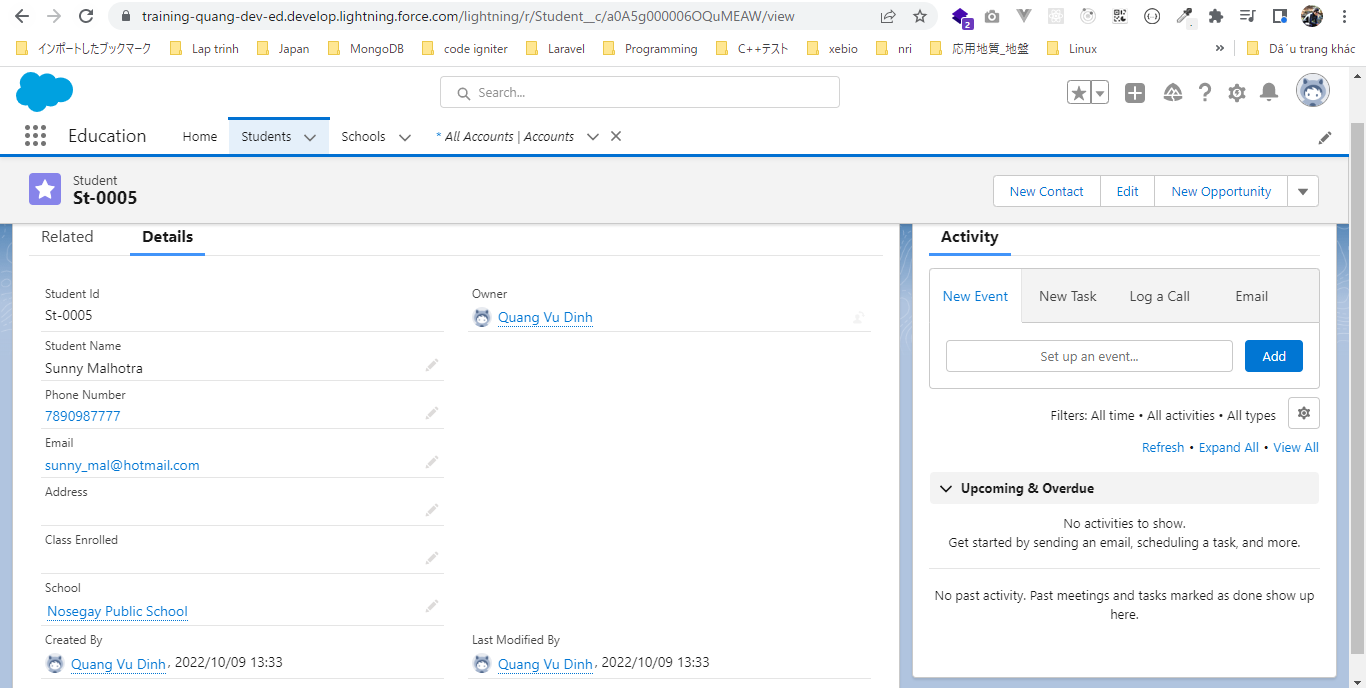 training-quang-dev-ed.develop.lightning.force.com/lightning/r/Student__c/a0A5g000006OQuMEAW/view
2
インポートしたブックマーク Lap trinh Japan MongoDB code igniter Laravel Programming C++テスト xebio nri 応用地質_地盤 Linux » Dấu trang khác
Search...
Education Home Students Schools * All Accounts | Accounts
Student
St-0005
New Contact Edit New Opportunity
Related Details
Activity
Student Id
St-0005
Owner
Quang Vu Dinh
Student Name
Sunny Malhotra
Phone Number
7890987777
Email
sunny_mal@hotmail.com
Address
Class Enrolled
School
Nosegay Public School
Created By
Quang Vu Dinh, 2022/10/09 13:33
Last Modified By
Quang Vu Dinh, 2022/10/09 13:33
New Event New Task Log a Call Email
Set up an event... Add
Filters: All time • All activities • All types
Refresh • Expand All • View All
Upcoming & Overdue
No activities to show.
Get started by sending an email, scheduling a task, and more.
No past activity. Past meetings and tasks marked as done show up
here.